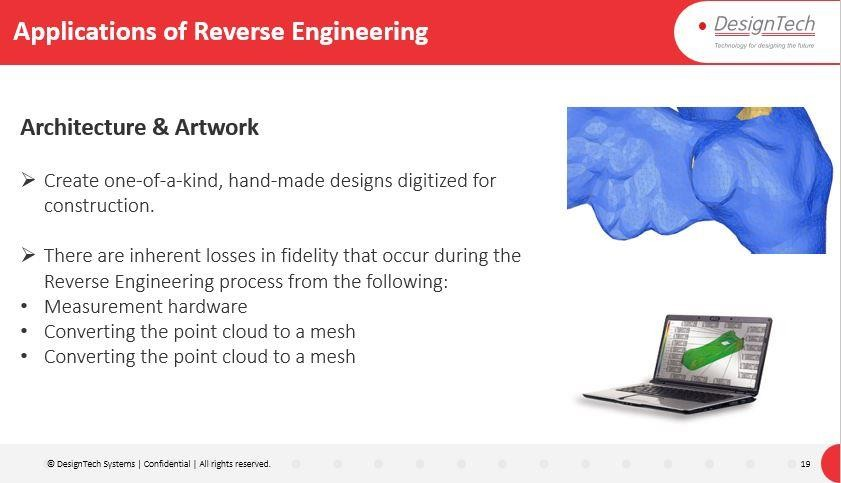 Applications of Reverse Engineering
DesignTech
Technology for designing the future
Architecture & Artwork
➢ Create one-of-a-kind, hand-made designs digitized for
construction.
➢ There are inherent losses in fidelity that occur during the
Reverse Engineering process from the following:
• Measurement hardware
• Converting the point cloud to a mesh
• Converting the point cloud to a mesh
© DesignTech Systems | Confidential | All rights reserved.
19